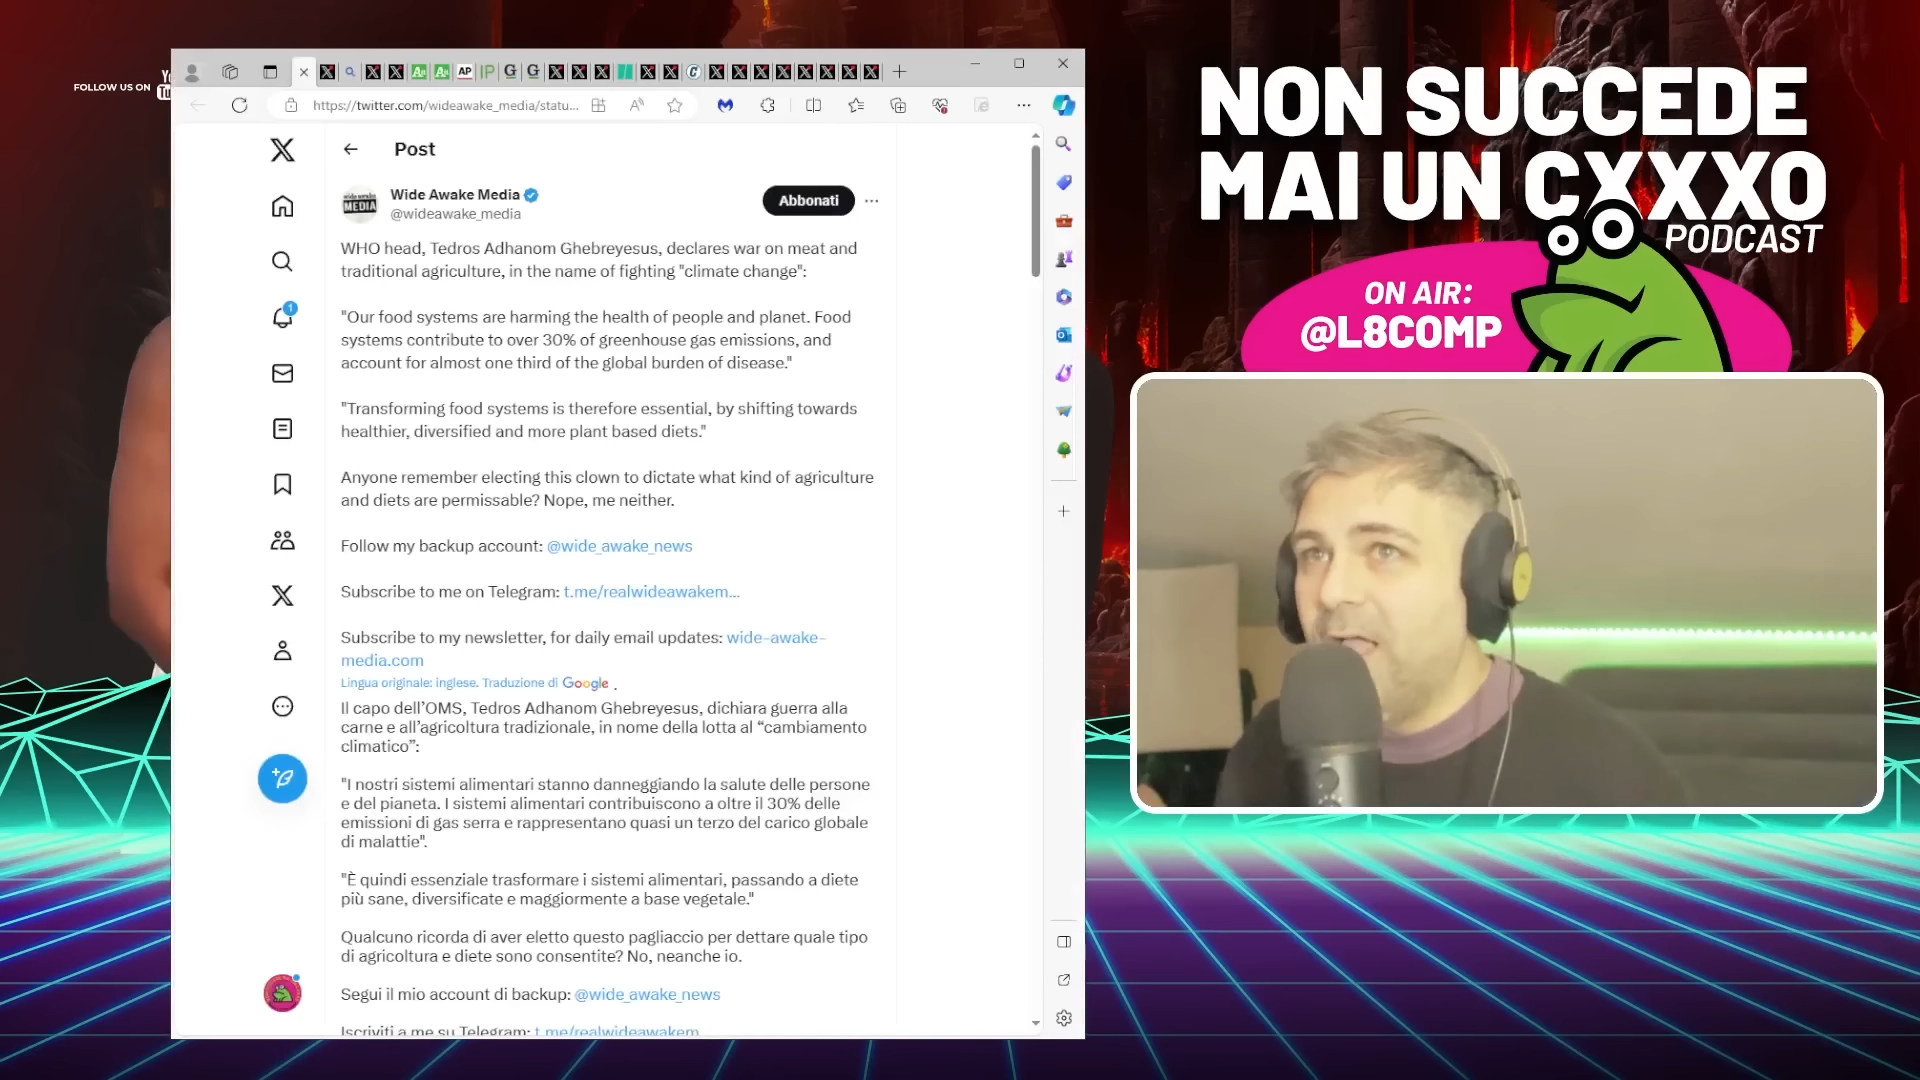 FOLLOW US ON
https://twitter.com/wideawake_media/statu...
Post
Wide Awake Media
@wideawake_media
Abbonati
WHO head, Tedros Adhanom Ghebreyesus, declares war on meat and
traditional agriculture, in the name of fighting "climate change":
"Our food systems are harming the health of people and planet. Food
systems contribute to over 30% of greenhouse gas emissions, and
account for almost one third of the global burden of disease."
"Transforming food systems is therefore essential, by shifting towards
healthier, diversified and more plant based diets."
Anyone remember electing this clown to dictate what kind of agriculture
and diets are permissable? Nope, me neither.
Follow my backup account: @wide_awake_news
Subscribe to me on Telegram: t.me/realwideawakem...
Subscribe to my newsletter, for daily email updates: wide-awake-
media.com
Lingua originale: inglese. Traduzione di Google .
Il capo dell'OMS, Tedros Adhanom Ghebreyesus, dichiara guerra alla
carne e all'agricoltura tradizionale, in nome della lotta al “cambiamento
climatico”:
"I nostri sistemi alimentari stanno danneggiando la salute delle persone
e del pianeta. I sistemi alimentari contribuiscono a oltre il 30% delle
emissioni di gas serra e rappresentano quasi un terzo del carico globale
di malattie".
"È quindi essenziale trasformare i sistemi alimentari, passando a diete
più sane, diversificate e maggiormente a base vegetale."
Qualcuno ricorda di aver eletto questo pagliaccio per dettare quale tipo
di agricoltura e diete sono consentite? No, neanche io.
Segui il mio account di backup: @wide_awake_news
Iscriviti a me su Telegram: t.me/realwideawakem
NON SUCCEDE
MAI UN CXXXO
PODCAST
ON AIR:
@L8COMP